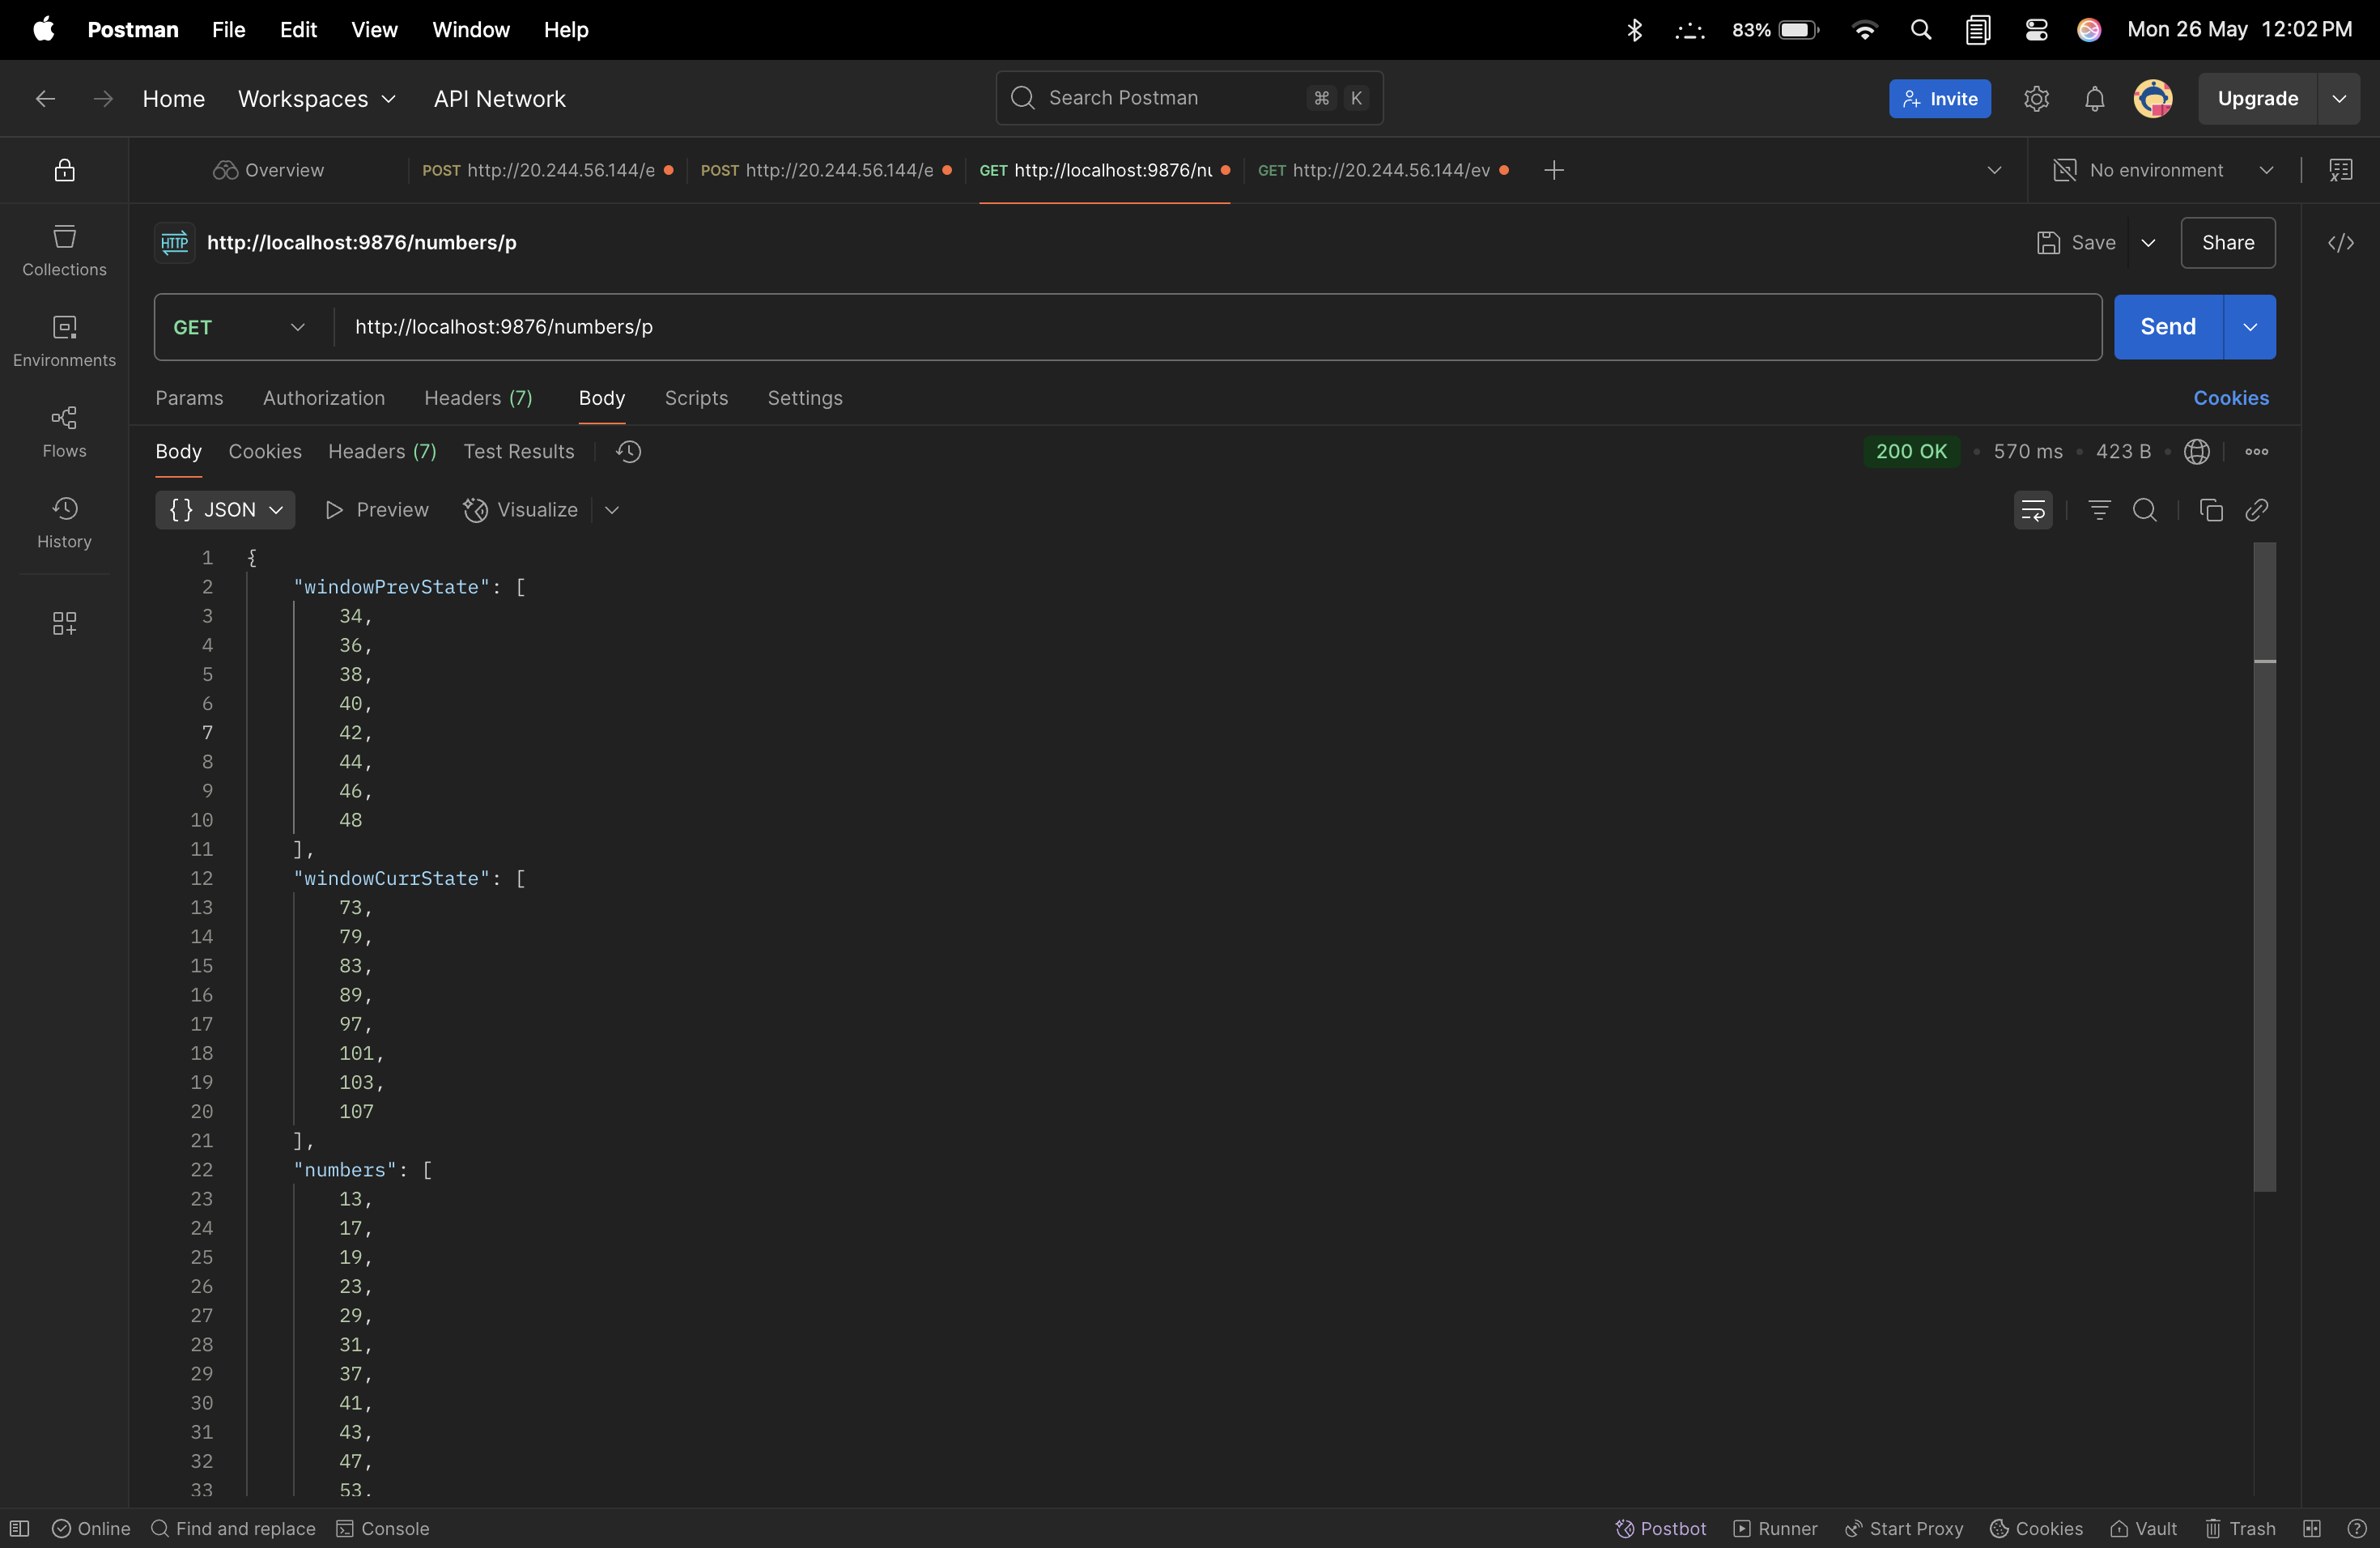 Postman File Edit View Window Help 83% Mon 26 May 12:02 PM
Home Workspaces API Network Search Postman ⌘ K Invite Upgrade
Overview POST http://20.244.56.144/e POST http://20.244.56.144/e GET http://localhost:9876/nu GET http://20.244.56.144/ev No environment
HTTP http://localhost:9876/numbers/p Save Share
Collections
GET http://localhost:9876/numbers/p Send
Environments
Params Authorization Headers (7) Body Scripts Settings Cookies
Flows
Body Cookies Headers (7) Test Results 200 OK • 570 ms • 423 B
{} JSON Preview Visualize
History
1 {
2 "windowPrevState": [
3 34,
4 36,
5 38,
6 40,
7 42,
8 44,
9 46,
10 48
11 ],
12 "windowCurrState": [
13 73,
14 79,
15 83,
16 89,
17 97,
18 101,
19 103,
20 107
21 ],
22 "numbers": [
23 13,
24 17,
25 19,
26 23,
27 29,
28 31,
29 37,
30 41,
31 43,
32 47,
33 53,
Online Find and replace Console Postbot Runner Start Proxy Cookies Vault Trash